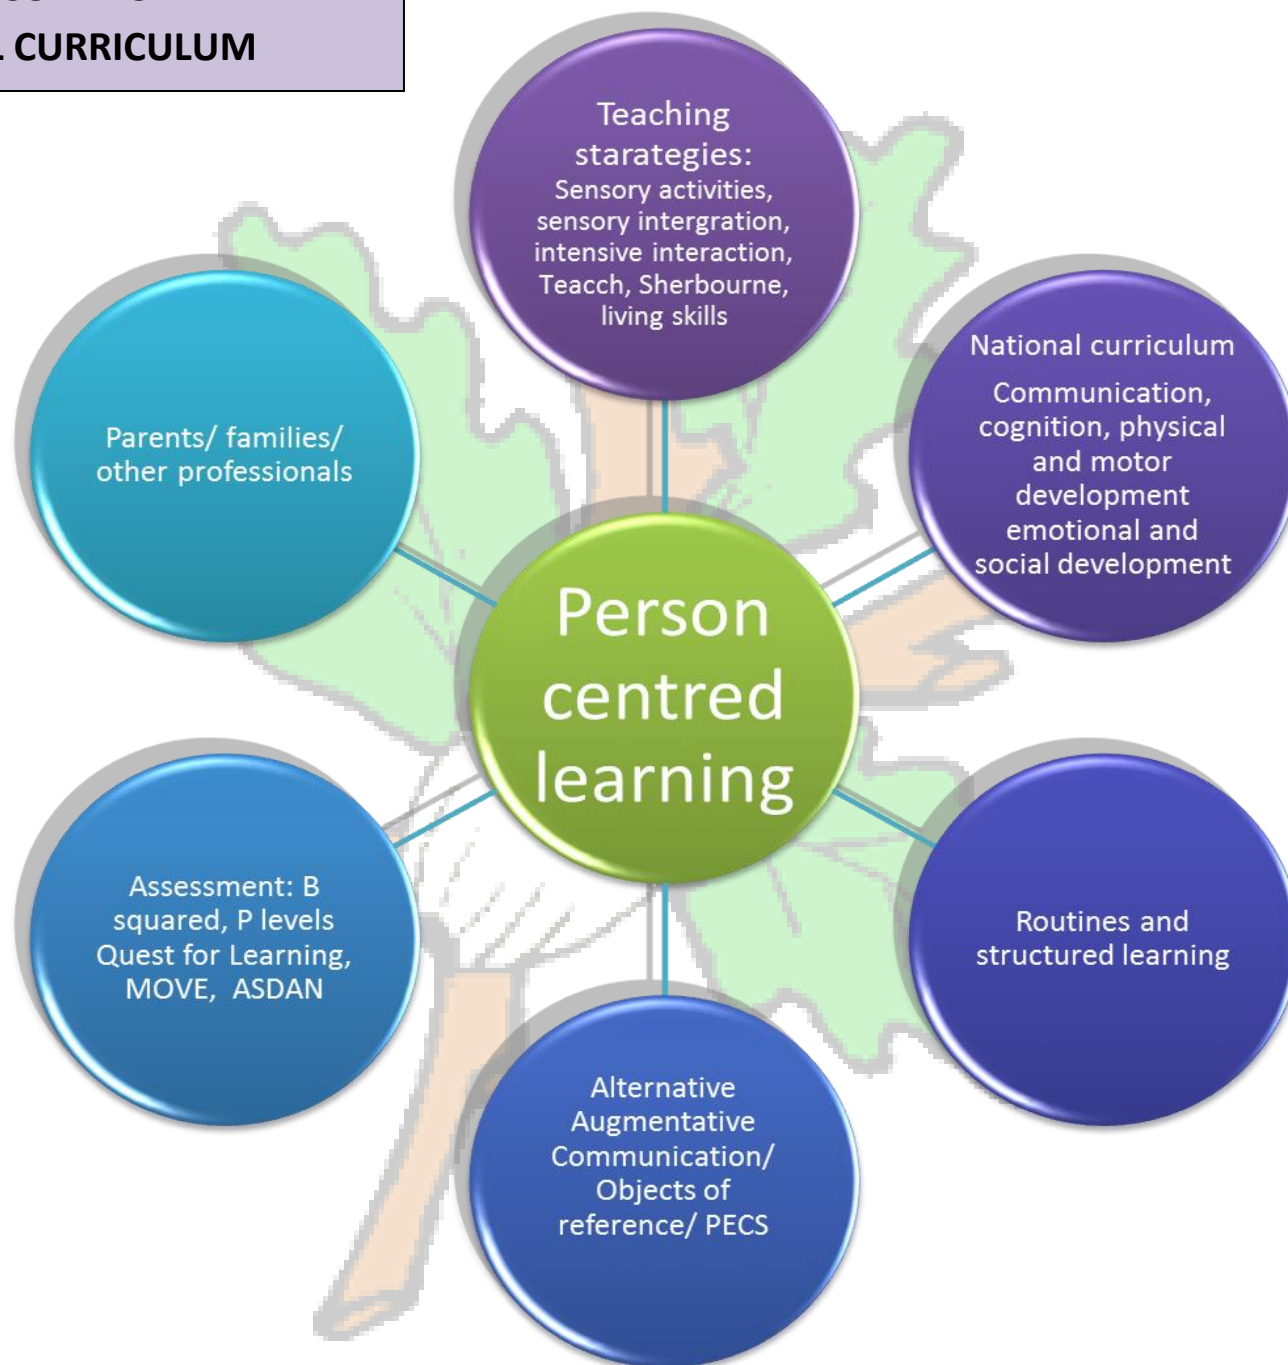 CURRICULUM
Teaching
starategies:
Sensory activities,
sensory intergration,
intensive interaction,
Teacch, Sherbourne,
living skills
National curriculum
Communication,
cognition, physical
and motor
development
emotional and
social development
Routines and
structured learning
Alternative
Augmentative
Communication/
Objects of
reference/ PECS
Assessment: B
squared, P levels
Quest for Learning,
MOVE, ASDAN
Parents/ families/
other professionals
Person
centred
learning